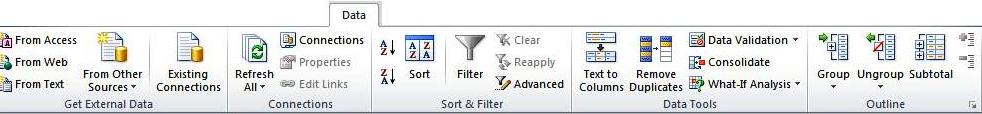 Data
From Access
From Web
From Text
From Other
Sources
Existing
Connections
Get External Data
Refresh
All
Connections
Properties
Edit Links
Connections
A
Z
Z
A
Z A
A Z
Sort
Filter
Clear
Reapply
Advanced
Sort & Filter
Text to
Columns
Remove
Duplicates
Data Validation
Consolidate
What-If Analysis
Data Tools
Group
Ungroup
Subtotal
Outline